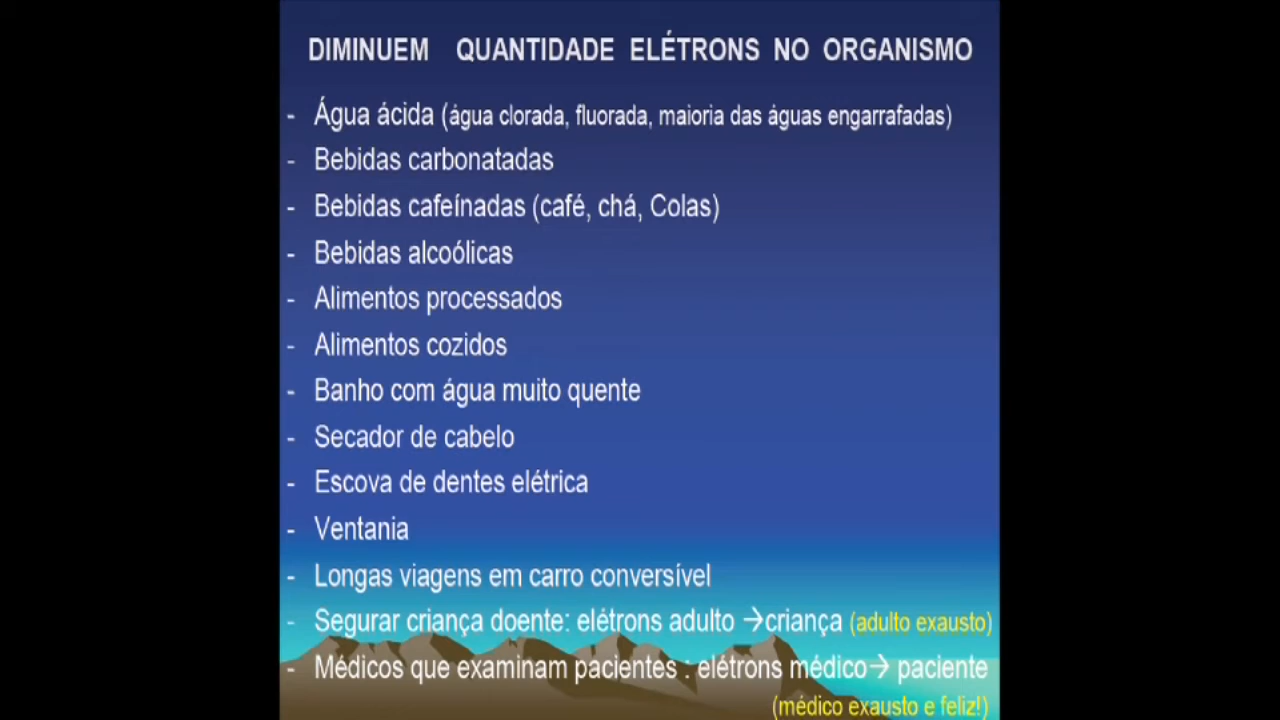 DIMINUEM QUANTIDADE ELÉTRONS NO ORGANISMO
- Água ácida (água clorada, fluorada, maioria das águas engarrafadas)
- Bebidas carbonatadas
- Bebidas cafeínadas (café, chá, Colas)
- Bebidas alcoólicas
- Alimentos processados
- Alimentos cozidos
- Banho com água muito quente
- Secador de cabelo
- Escova de dentes elétrica
- Ventania
- Longas viagens em carro conversível
- Segurar criança doente: elétrons adulto →criança (adulto exausto)
- Médicos que examinam pacientes : elétrons médico→ paciente
(médico exausto e feliz!)